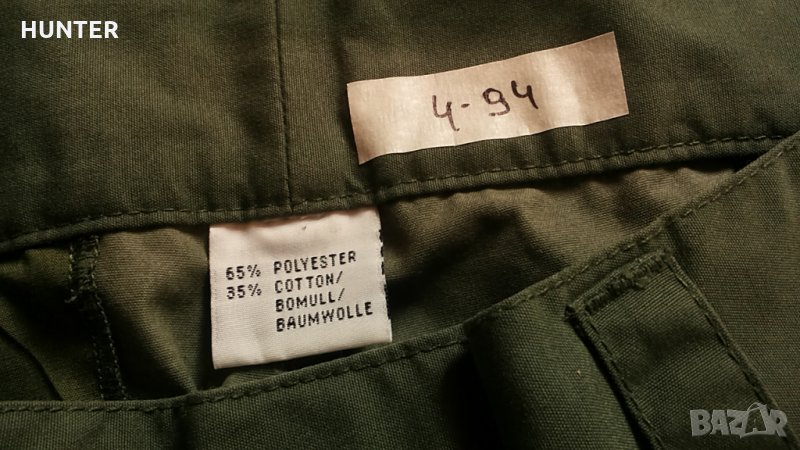 HUNTER
4-94
65% POLYESTER
35% COTTON/
BOMULL/
BAUMWOLLE
BAZAR